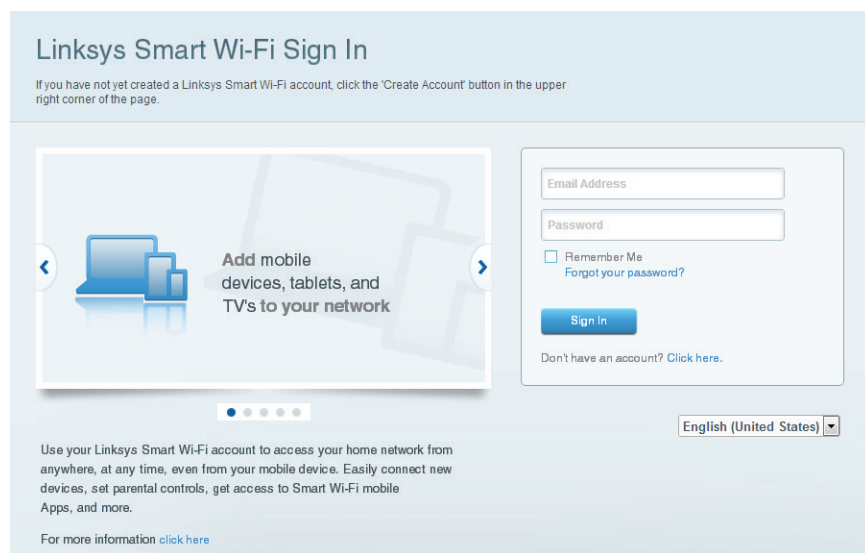 Linksys Smart Wi-Fi Sign In
If you have not yet created a Linksys Smart Wi-Fi account, click the 'Create Account' button in the upper
right corner of the page.
Add mobile
devices, tablets, and
TV's to your network
Email Address
Password
Remember Me
Forgot your password?
Sign In
Don't have an account? Click here.
English (United States)
Use your Linksys Smart Wi-Fi account to access your home network from
anywhere, at any time, even from your mobile device. Easily connect new
devices, set parental controls, get access to Smart Wi-Fi mobile
Apps, and more.
For more information click here